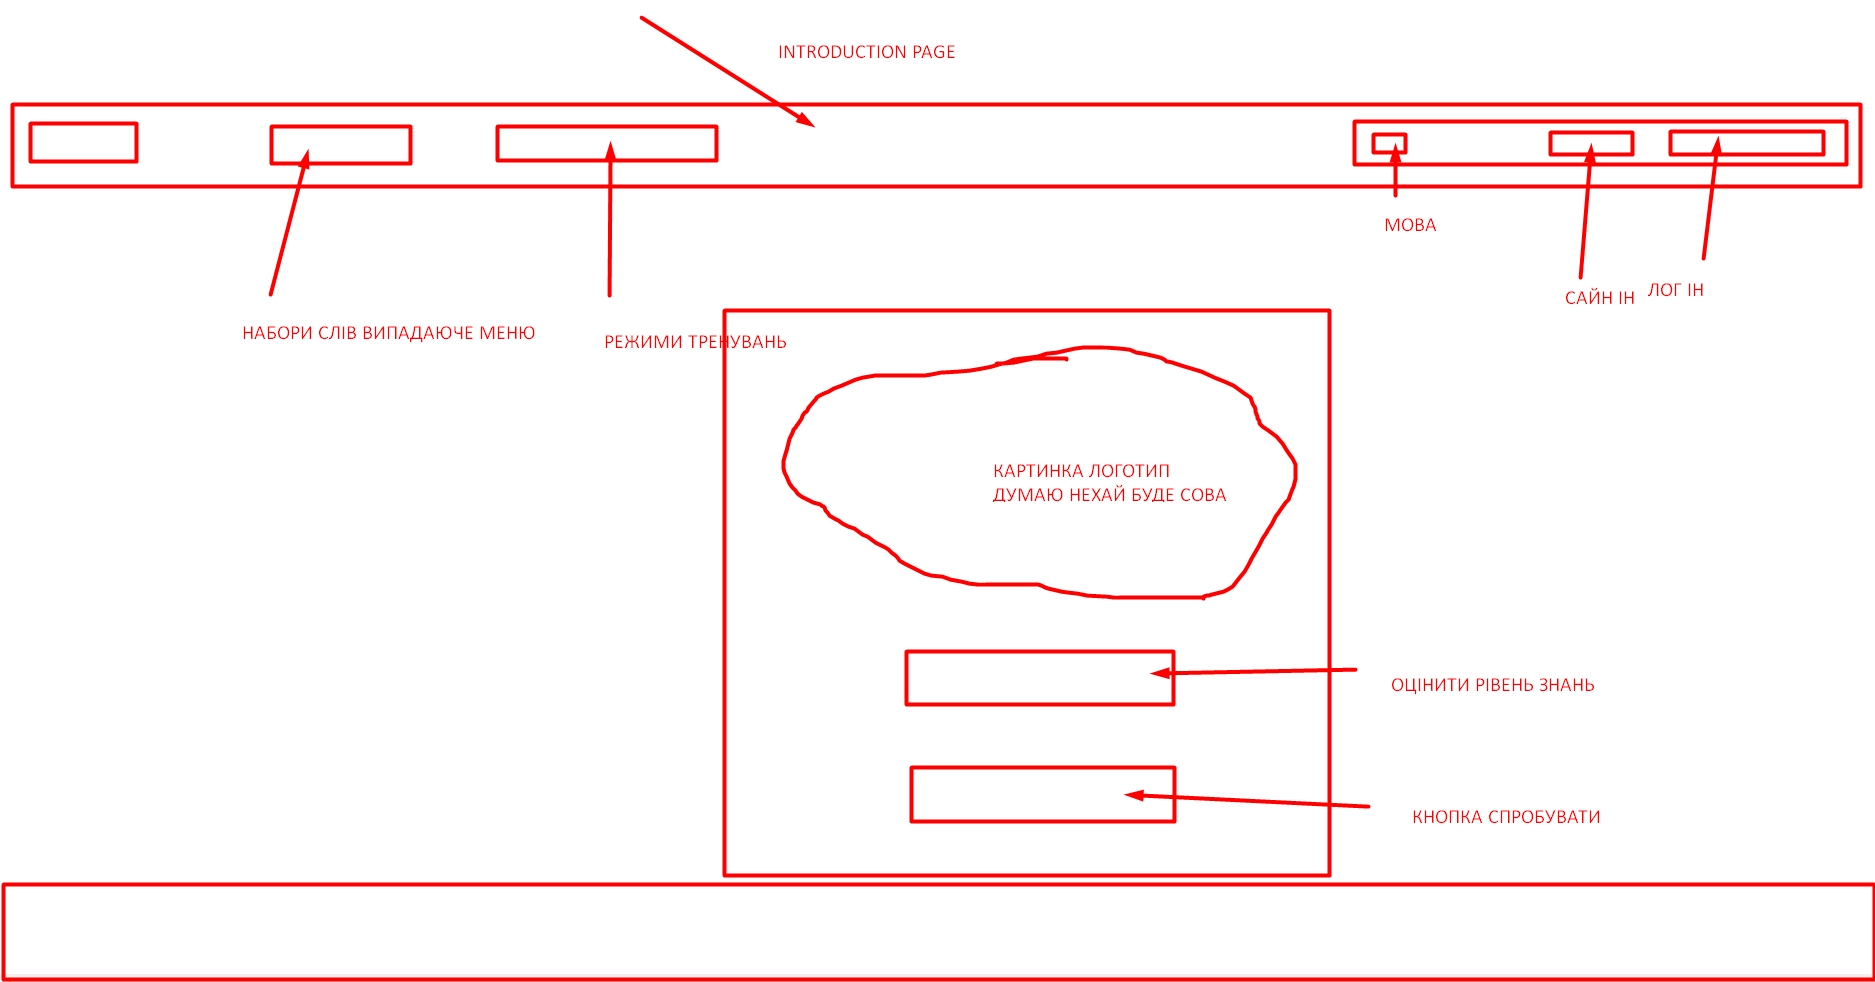 INTRODUCTION PAGE
МОВА
САЙН ІН
ЛОГ ІН
НАБОРИ СЛІВ ВИПАДАЮЧЕ МЕНЮ
РЕЖИМИ ТРЕНУВАНЬ
КАРТИНКА ЛОГОТИП
ДУМАЮ НЕХАЙ БУДЕ СОВА
ОЦІНИТИ РІВЕНЬ ЗНАНЬ
КНОПКА СПРОБУВАТИ